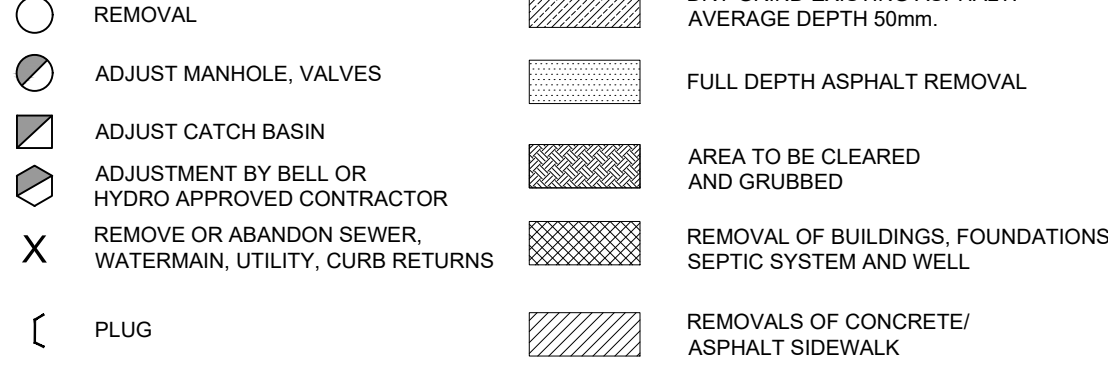 REMOVAL
ADJUST MANHOLE, VALVES
ADJUST CATCH BASIN
ADJUSTMENT BY BELL OR
HYDRO APPROVED CONTRACTOR
X
REMOVE OR ABANDON SEWER,
WATERMAIN, UTILITY, CURB RETURNS
PLUG
AVERAGE DEPTH 50mm.
FULL DEPTH ASPHALT REMOVAL
AREA TO BE CLEARED
AND GRUBBED
REMOVAL OF BUILDINGS, FOUNDATIONS
SEPTIC SYSTEM AND WELL
REMOVALS OF CONCRETE/
ASPHALT SIDEWALK